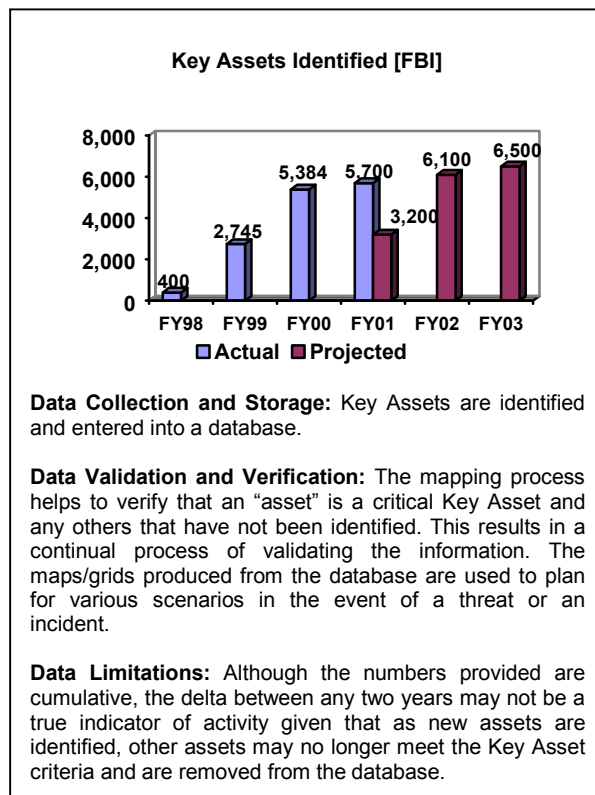 Key Assets Identified [FBI]
8,000
6,000
4,000
2,000
0
400
2,745
5,384
5,700
3,200
6,100
6,500
FY98 FY99 FY00 FY01 FY02 FY03
Actual Projected
Data Collection and Storage: Key Assets are identified
and entered into a database.
Data Validation and Verification: The mapping process
helps to verify that an “asset” is a critical Key Asset and
any others that have not been identified. This results in a
continual process of validating the information. The
maps/grids produced from the database are used to plan
for various scenarios in the event of a threat or an
incident.
Data Limitations: Although the numbers provided are
cumulative, the delta between any two years may not be a
true indicator of activity given that as new assets are
identified, other assets may no longer meet the Key Asset
criteria and are removed from the database.